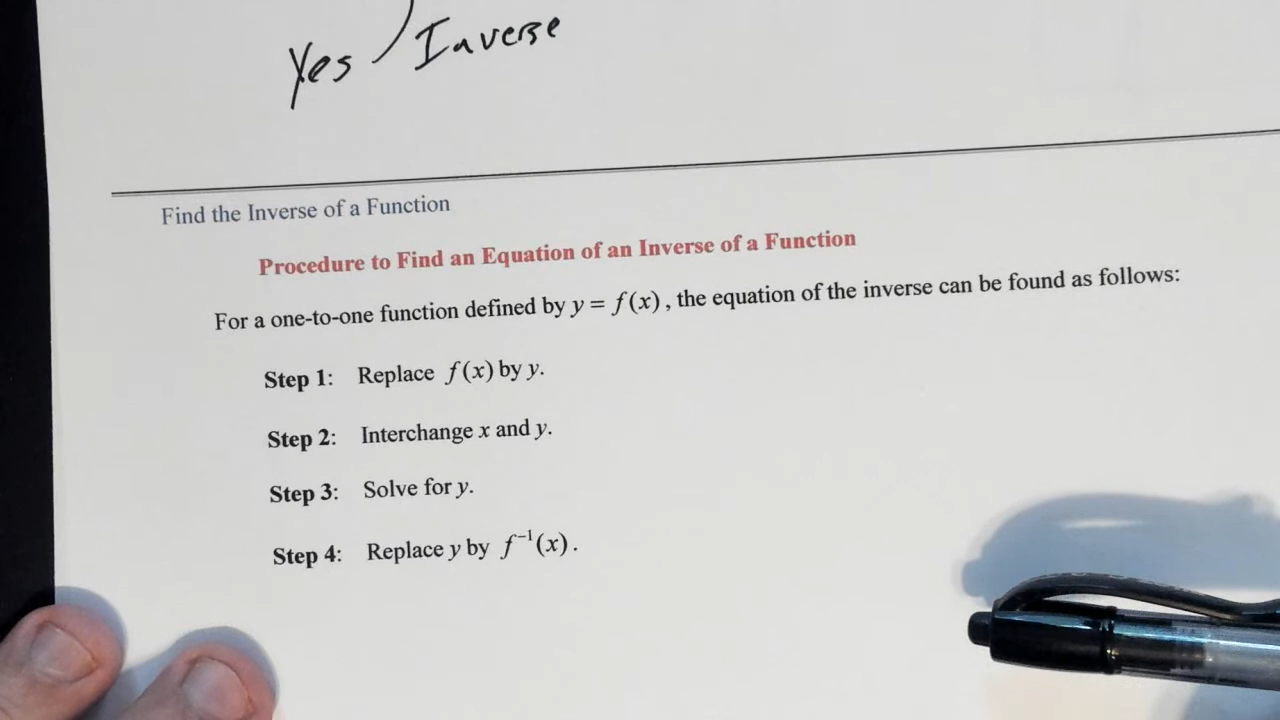 Yes Inverse
Find the Inverse of a Function
Procedure to Find an Equation of an Inverse of a Function
For a one-to-one function defined by y = f(x), the equation of the inverse can be found as follows:
Step 1: Replace f(x) by y.
Step 2: Interchange x and y.
Step 3: Solve for y.
Step 4: Replace y by f⁻¹(x).